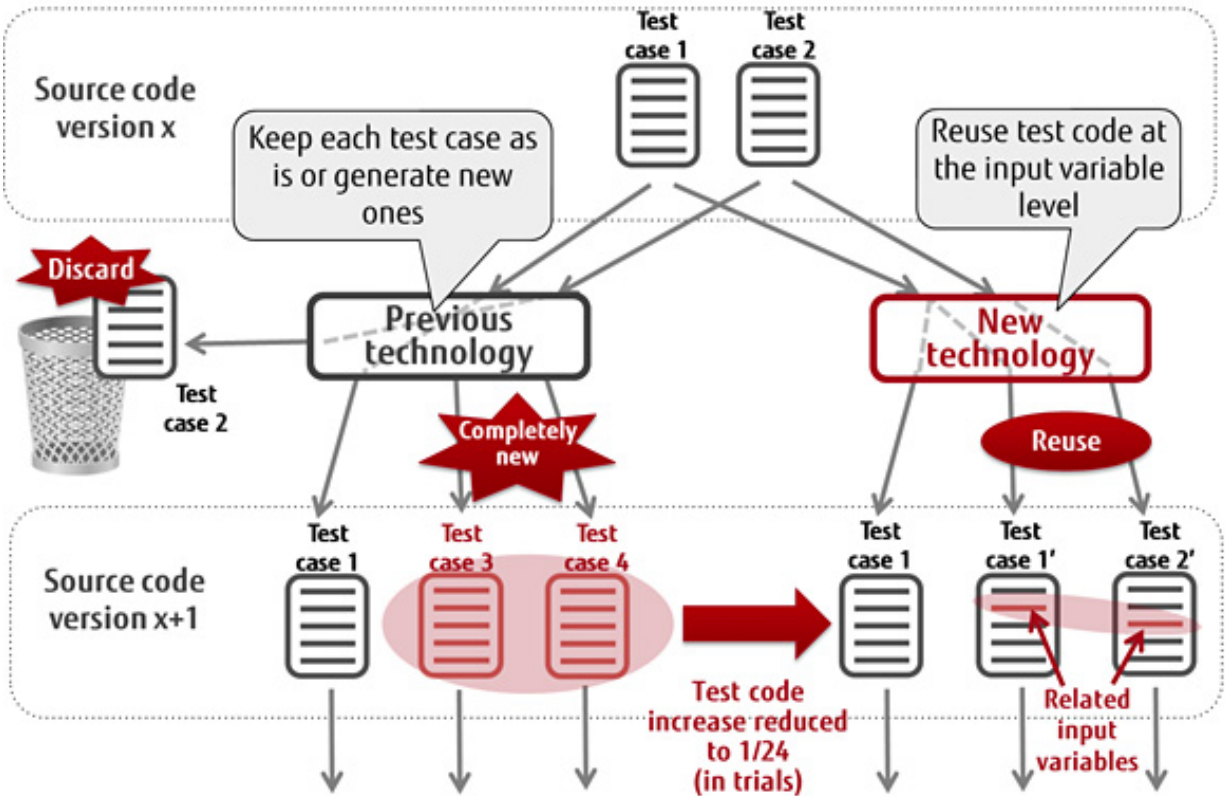 Test
case 1
Test
case 2
Source code
version x
Keep each test case as
is or generate new
ones
Reuse test code at
the input variable
level
Discard
Test
case 2
Previous
technology
New
technology
Completely
new
Reuse
Source code
version x+1
Test
case 1
Test
case 3
Test
case 4
Test
case 1
Test
case 1’
Test
case 2’
Test code
increase reduced
to 1/24
(in trials)
Related
input
variables